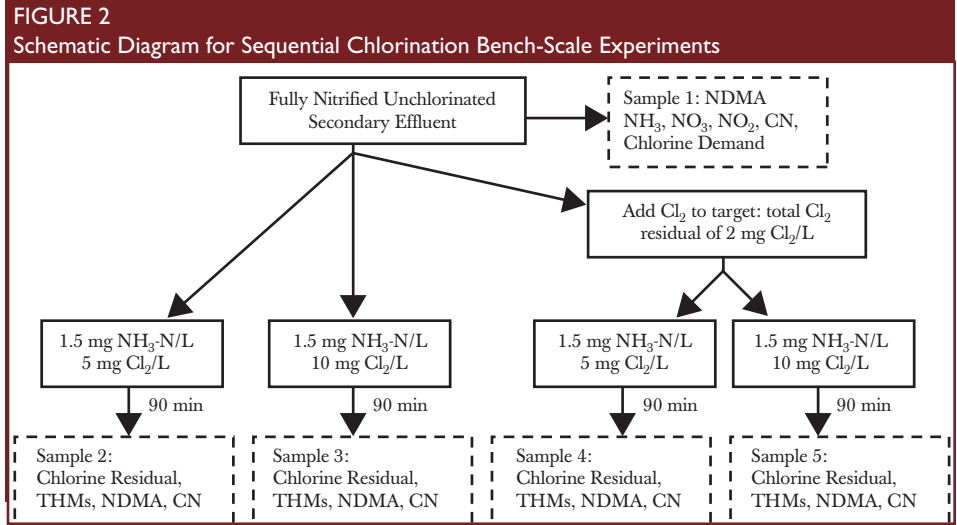 FIGURE 2
Schematic Diagram for Sequential Chlorination Bench-Scale Experiments
Fully Nitrified Unchlorinated
Secondary Effluent
Sample 1: NDMA
NH₃, NO₃, NO₂, CN,
Chlorine Demand
Add Cl₂ to target: total Cl₂
residual of 2 mg Cl₂/L
1.5 mg NH₃-N/L
5 mg Cl₂/L
1.5 mg NH₃-N/L
10 mg Cl₂/L
1.5 mg NH₃-N/L
5 mg Cl₂/L
1.5 mg NH₃-N/L
10 mg Cl₂/L
90 min
90 min
90 min
90 min
Sample 2:
Chlorine Residual,
THMs, NDMA, CN
Sample 3:
Chlorine Residual,
THMs, NDMA, CN
Sample 4:
Chlorine Residual,
THMs, NDMA, CN
Sample 5:
Chlorine Residual,
THMs, NDMA, CN